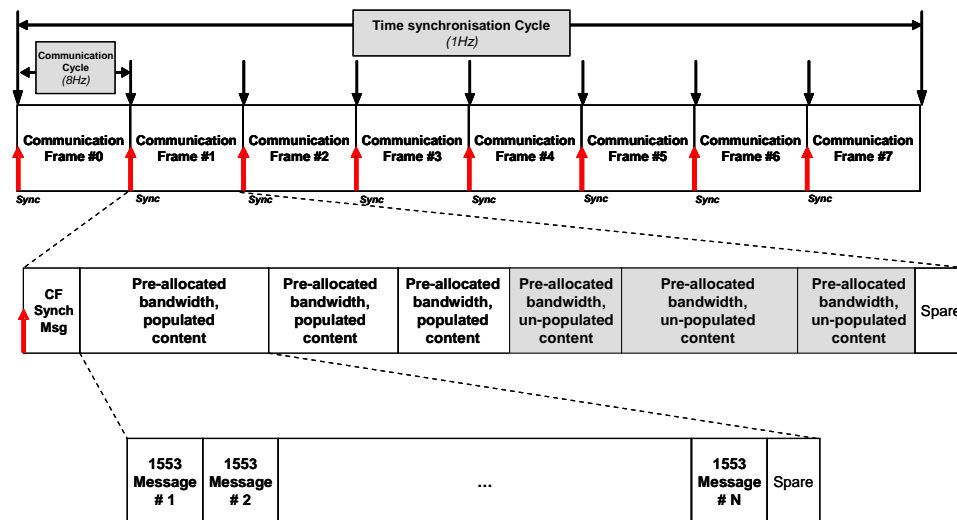 Time synchronisation Cycle
(1Hz)
Communication
Cycle
(8Hz)
Communication
Frame #0
Communication
Frame #1
Communication
Frame #2
Communication
Frame #3
Communication
Frame #4
Communication
Frame #5
Communication
Frame #6
Communication
Frame #7
Sync
Sync
Sync
Sync
Sync
Sync
Sync
Sync
CF
Synch
Msg
Pre-allocated
bandwidth,
populated
content
Pre-allocated
bandwidth,
populated
content
Pre-allocated
bandwidth,
populated
content
Pre-allocated
bandwidth,
un-populated
content
Pre-allocated
bandwidth,
un-populated
content
Pre-allocated
bandwidth,
un-populated
content
Spare
1553
Message
# 1
1553
Message
# 2
...
1553
Message
# N
Spare